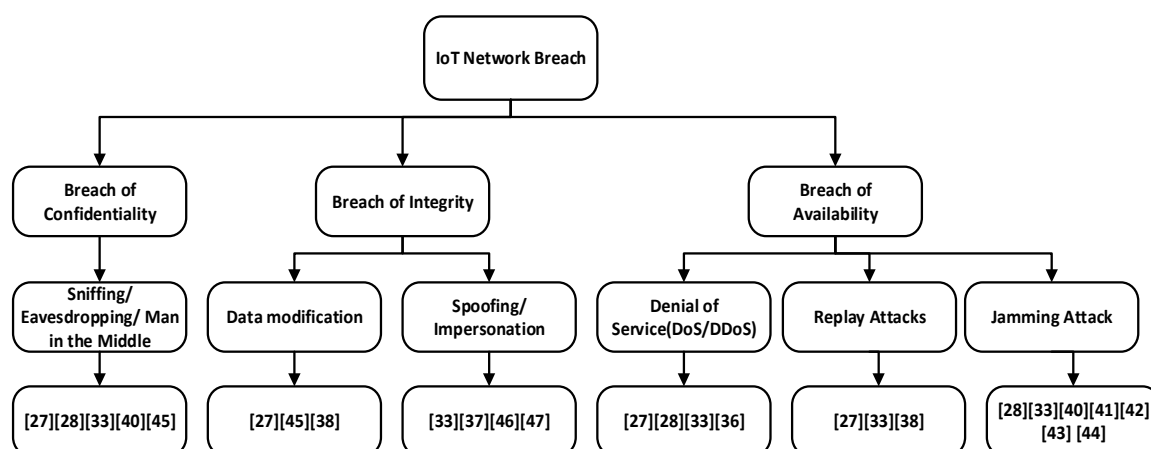 IoT Network Breach
Breach of
Confidentiality
Breach of Integrity
Breach of
Availability
Sniffing/
Eavesdropping/ Man
in the Middle
Data modification
Spoofing/
Impersonation
Denial of
Service(DoS/DDoS)
Replay Attacks
Jamming Attack
[27][28][33][40][45]
[27][45][38]
[33][37][46][47]
[27][28][33][36]
[27][33][38]
[28][33][40][41][42]
[43] [44]